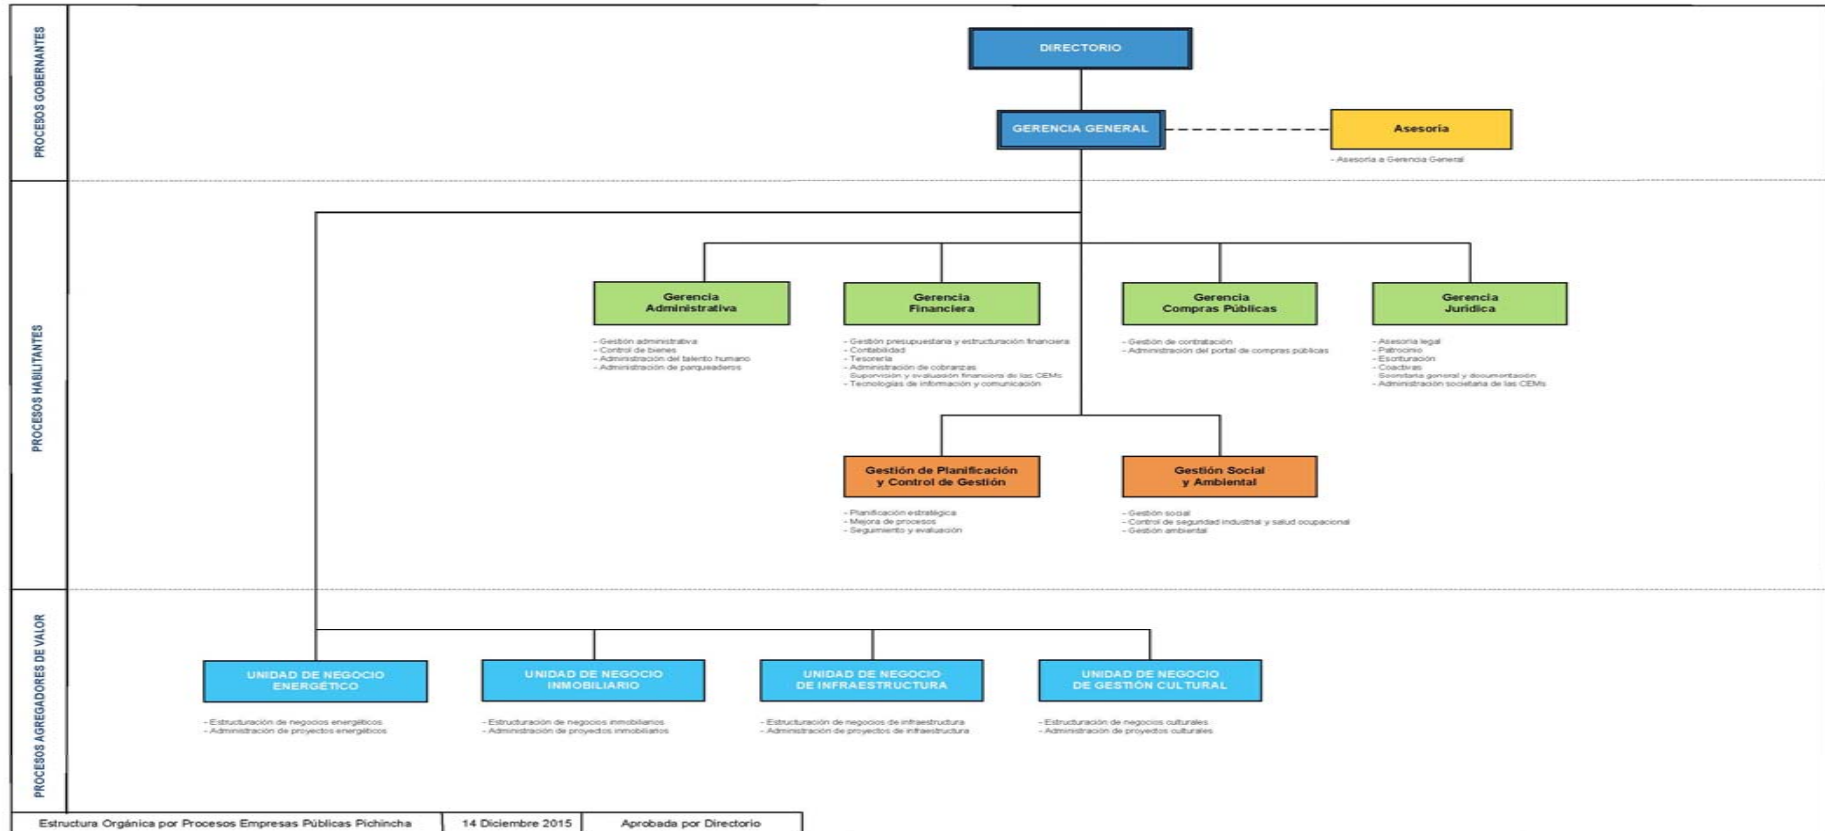 PROCESOS GOBERNANTES
DIRECTORIO
GERENCIA GENERAL
Asesoría
- Asesoría a Gerencia General
PROCESOS HABILITANTES
Gerencia
Administrativa
- Gestión administrativa
- Control de bienes
- Administración del talento humano
- Administración de parqueaderos
Gerencia
Financiera
- Gestión presupuestaria y estructuración financiera
- Contabilidad
- Tesorería
- Administración de cobranzas
Supervisión y evaluación financiera de las CEMs
- Tecnologías de información y comunicación
Gerencia
Compras Públicas
- Gestión de contratación
- Administración del portal de compras públicas
Gerencia
Jurídica
- Asesoría legal
- Patrocinio
- Escrituración
- Coactivas
Secretaría general y documentación
- Administración societaria de las CEMs
Gestión de Planificación
y Control de Gestión
- Planificación estratégica
- Mejora de procesos
- Seguimiento y evaluación
Gestión Social
y Ambiental
- Gestión social
- Control de seguridad industrial y salud ocupacional
- Gestión ambiental
PROCESOS AGREGADORES DE VALOR
UNIDAD DE NEGOCIO
ENERGÉTICO
- Estructuración de negocios energéticos
- Administración de proyectos energéticos
UNIDAD DE NEGOCIO
INMOBILIARIO
- Estructuración de negocios inmobiliarios
- Administración de proyectos inmobiliarios
UNIDAD DE NEGOCIO
DE INFRAESTRUCTURA
- Estructuración de negocios de infraestructura
- Administración de proyectos de infraestructura
UNIDAD DE NEGOCIO
DE GESTIÓN CULTURAL
- Estructuración de negocios culturales
- Administración de proyectos culturales
Estructura Orgánica por Procesos Empresas Públicas Pichincha
14 Diciembre 2015
Aprobada por Directorio